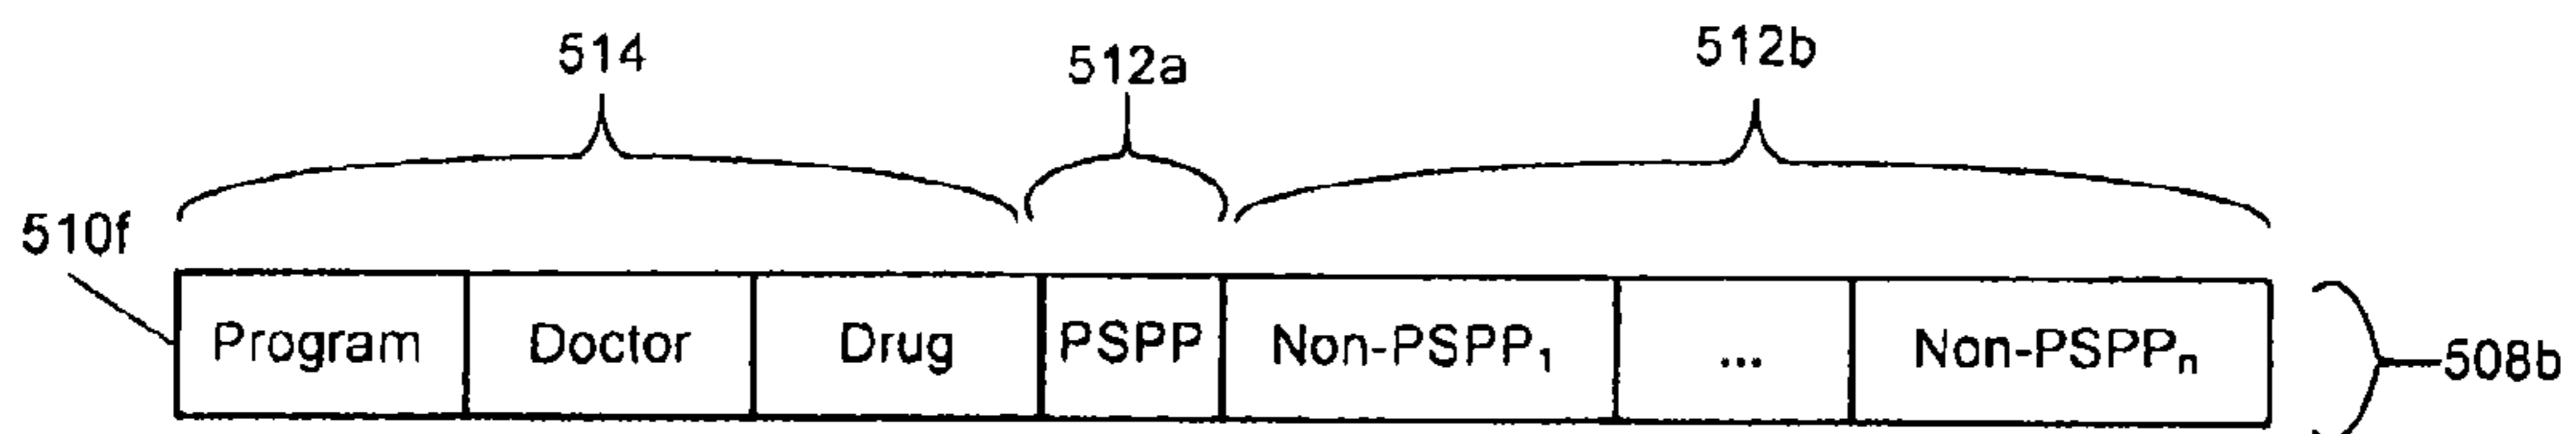 514 512a 512b
510f
Program Doctor Drug PSPP Non-PSPP₁ ... Non-PSPPₙ 508b